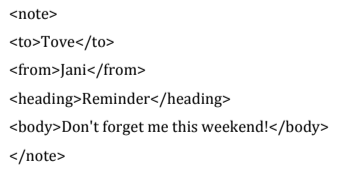 <note>
<to>Tove</to>
<from>Jani</from>
<heading>Reminder</heading>
<body>Don't forget me this weekend!</body>
</note>